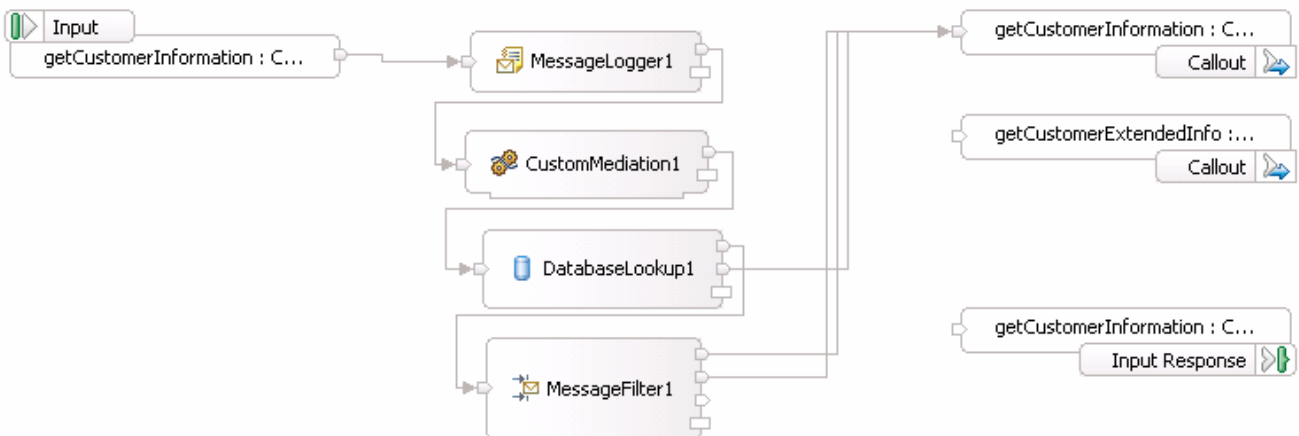 Input
getCustomerInformation : C...
MessageLogger1
CustomMediation1
DatabaseLookup1
MessageFilter1
getCustomerInformation : C...
Callout
getCustomerExtendedInfo :...
Callout
getCustomerInformation : C...
Input Response